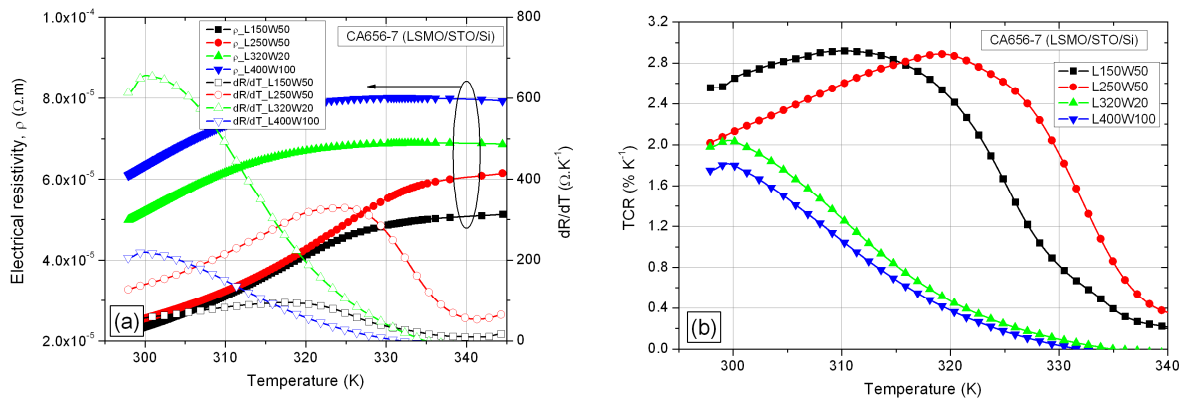 1.0x10⁻⁴
8.0x10⁻⁵
6.0x10⁻⁵
4.0x10⁻⁵
2.0x10⁻⁵
Electrical resistivity, ρ (Ω.m)
ρ_L150W50
ρ_L250W50
ρ_L320W20
ρ_L400W100
dR/dT_L150W50
dR/dT_L250W50
dR/dT_L320W20
dR/dT_L400W100
CA656-7 (LSMO/STO/Si)
(a)
300 310 320 330 340
Temperature (K)
800
700
600
500
400
300
200
100
0
dR/dT (Ω.K⁻¹)
3.2
2.8
2.4
2.0
1.6
1.2
0.8
0.4
0.0
TCR (% K⁻¹)
CA656-7 (LSMO/STO/Si)
L150W50
L250W50
L320W20
L400W100
(b)
300 310 320 330 340
Temperature (K)